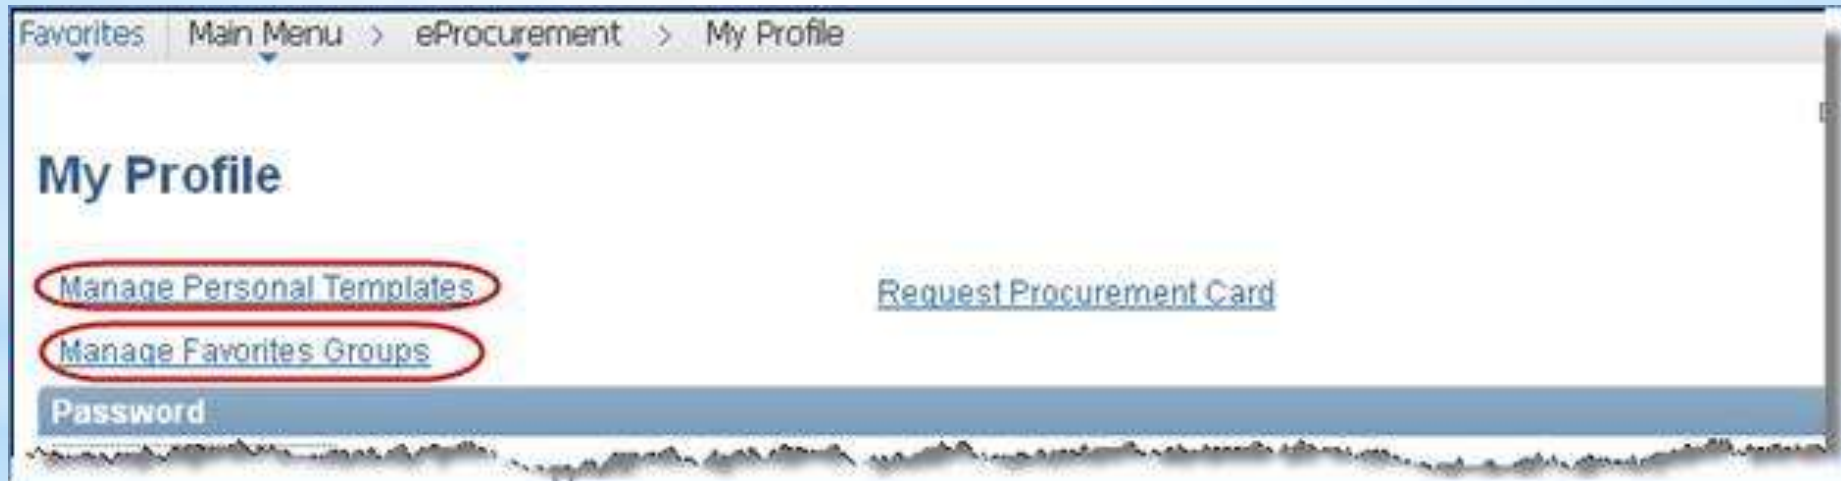 Favorites Main Menu > eProcurement > My Profile
My Profile
Manage Personal Templates Request Procurement Card
Manage Favorites Groups
Password